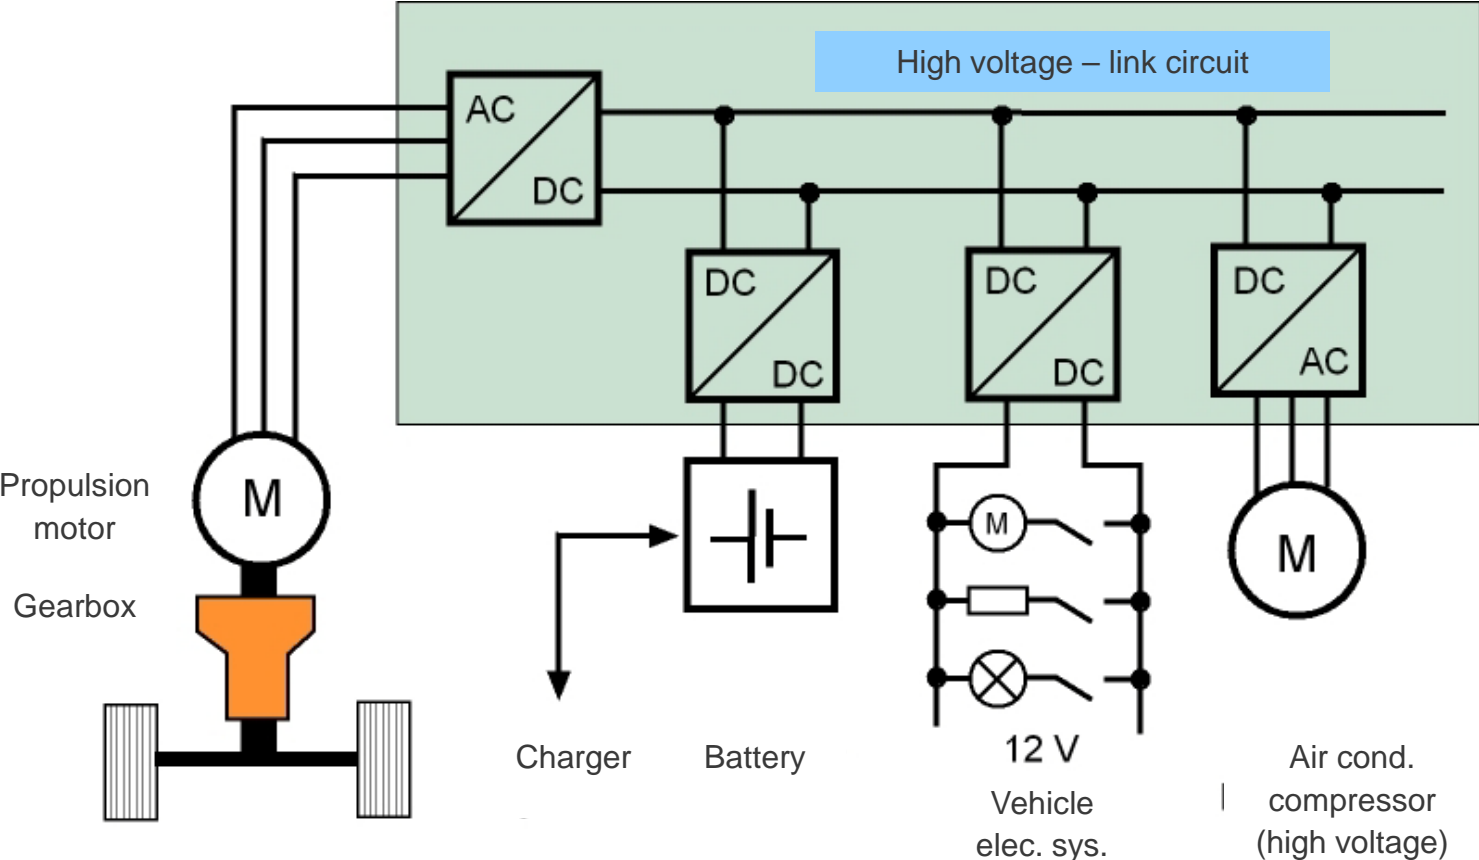 High voltage – link circuit
AC
DC
DC
DC
DC
DC
DC
AC
Propulsion
motor
M
Gearbox
M
M
Charger
Battery
12 V
Vehicle
elec. sys.
Air cond.
compressor
(high voltage)